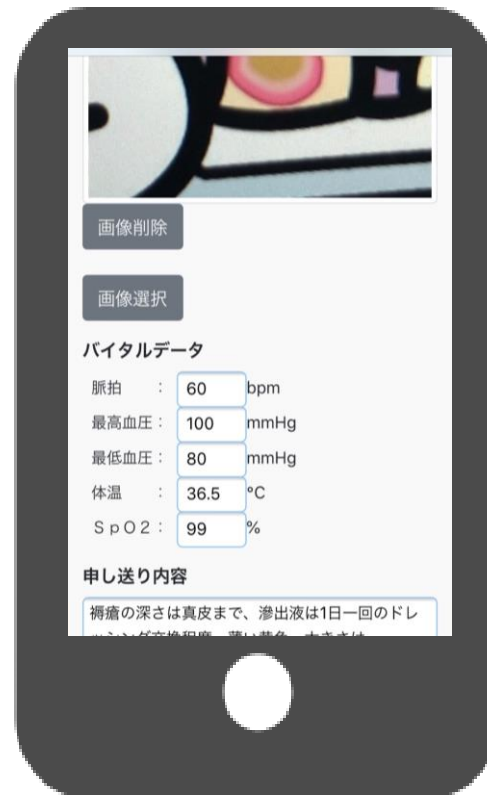 画像削除
画像選択
バイタルデータ
脈拍 : 60 bpm
最高血圧: 100 mmHg
最低血圧: 80 mmHg
体温 : 36.5 °C
ＳｐＯ２: 99 %
申し送り内容
褥瘡の深さは真皮まで、滲出液は1日一回のドレ